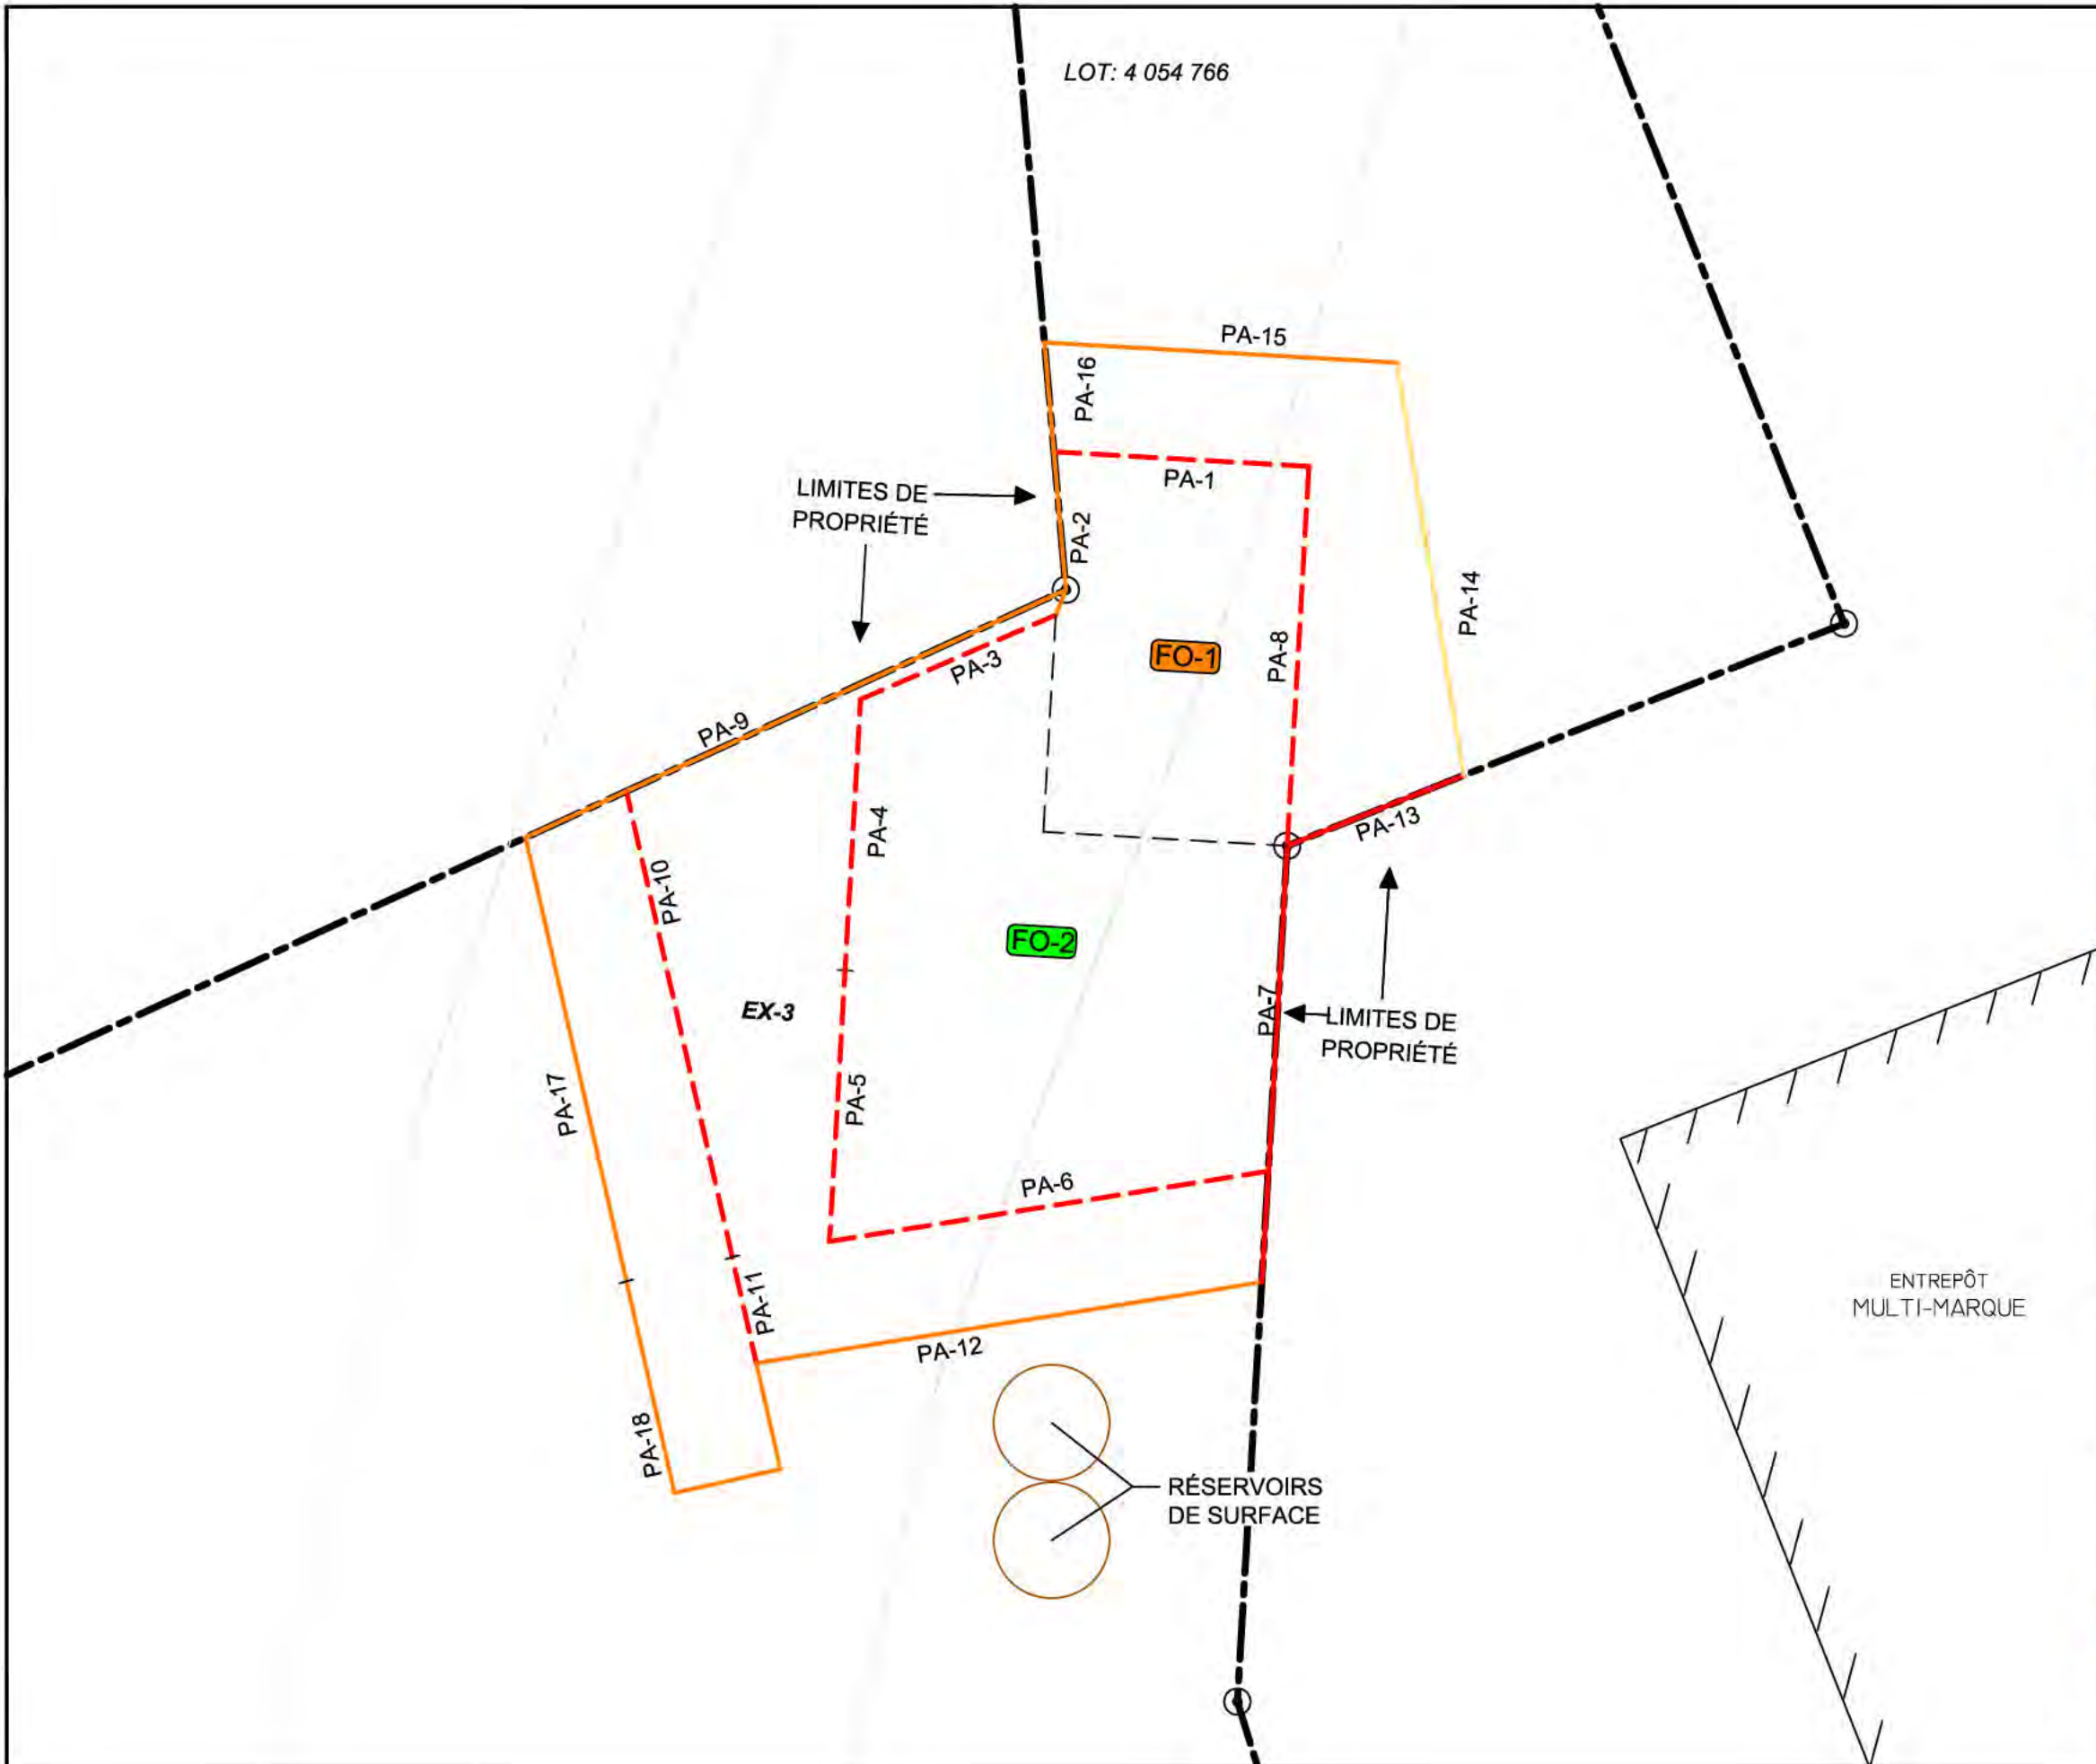 LOT: 4 054 766
PA-15
PA-16
PA-1
LIMITES DE
PROPRIÉTÉ
PA-2
PA-14
PA-8
FO-1
PA-3
PA-9
PA-13
PA-4
PA-10
FO-2
EX-3
PA-7
LIMITES DE
PROPRIÉTÉ
PA-17
PA-5
PA-6
PA-11
ENTREPÔT
MULTI-MARQUE
PA-12
PA-18
RÉSERVOIRS
DE SURFACE